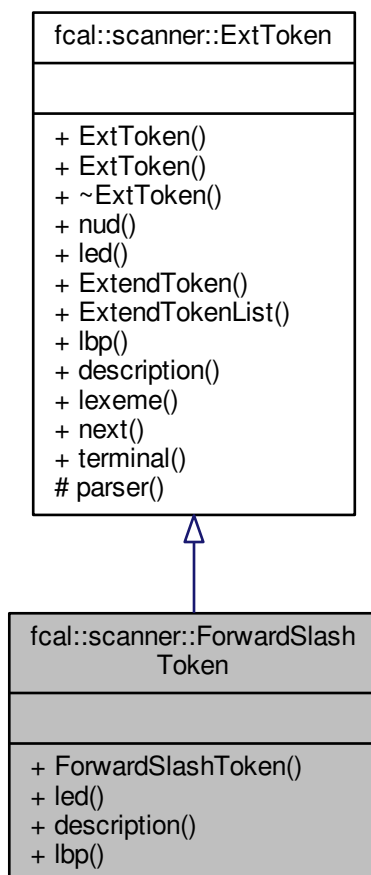 fcal::scanner::ExtToken
+ ExtToken()
+ ExtToken()
+ ~ExtToken()
+ nud()
+ led()
+ ExtendToken()
+ ExtendTokenList()
+ lbp()
+ description()
+ lexeme()
+ next()
+ terminal()
# parser()
fcal::scanner::ForwardSlash
Token
+ ForwardSlashToken()
+ led()
+ description()
+ lbp()